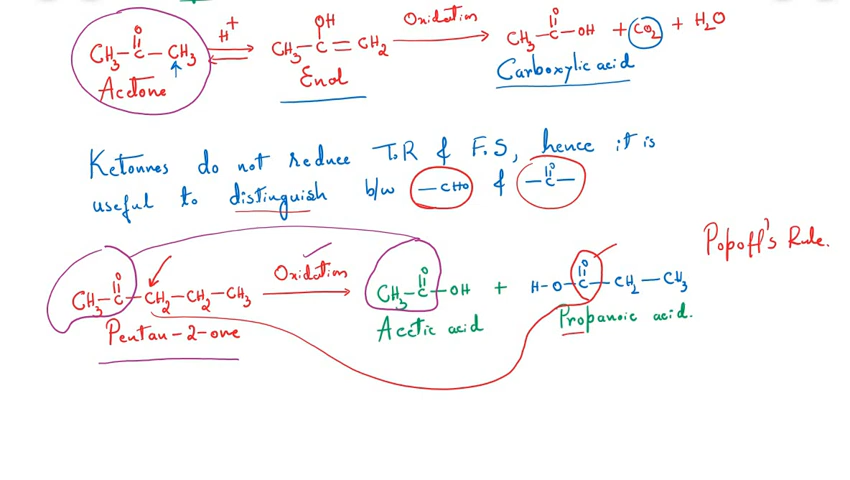 CH3–C(=O)–CH3 ⇌ H+ CH3–C(OH)=CH2 Oxidation → CH3–C(=O)–OH + CO2 + H2O
Acetone Enol Carboxylic acid
Ketonnes do not reduce T.R & F.S, hence it is
useful to distinguish b/w –CHO & –C(=O)–
Popoff's Rule.
CH3–C(=O)–CH2–CH2–CH3 Oxidation → CH3–C(=O)–OH + H–O–C(=O)–CH2–CH3
Pentan-2-one Acetic acid Propanoic acid.